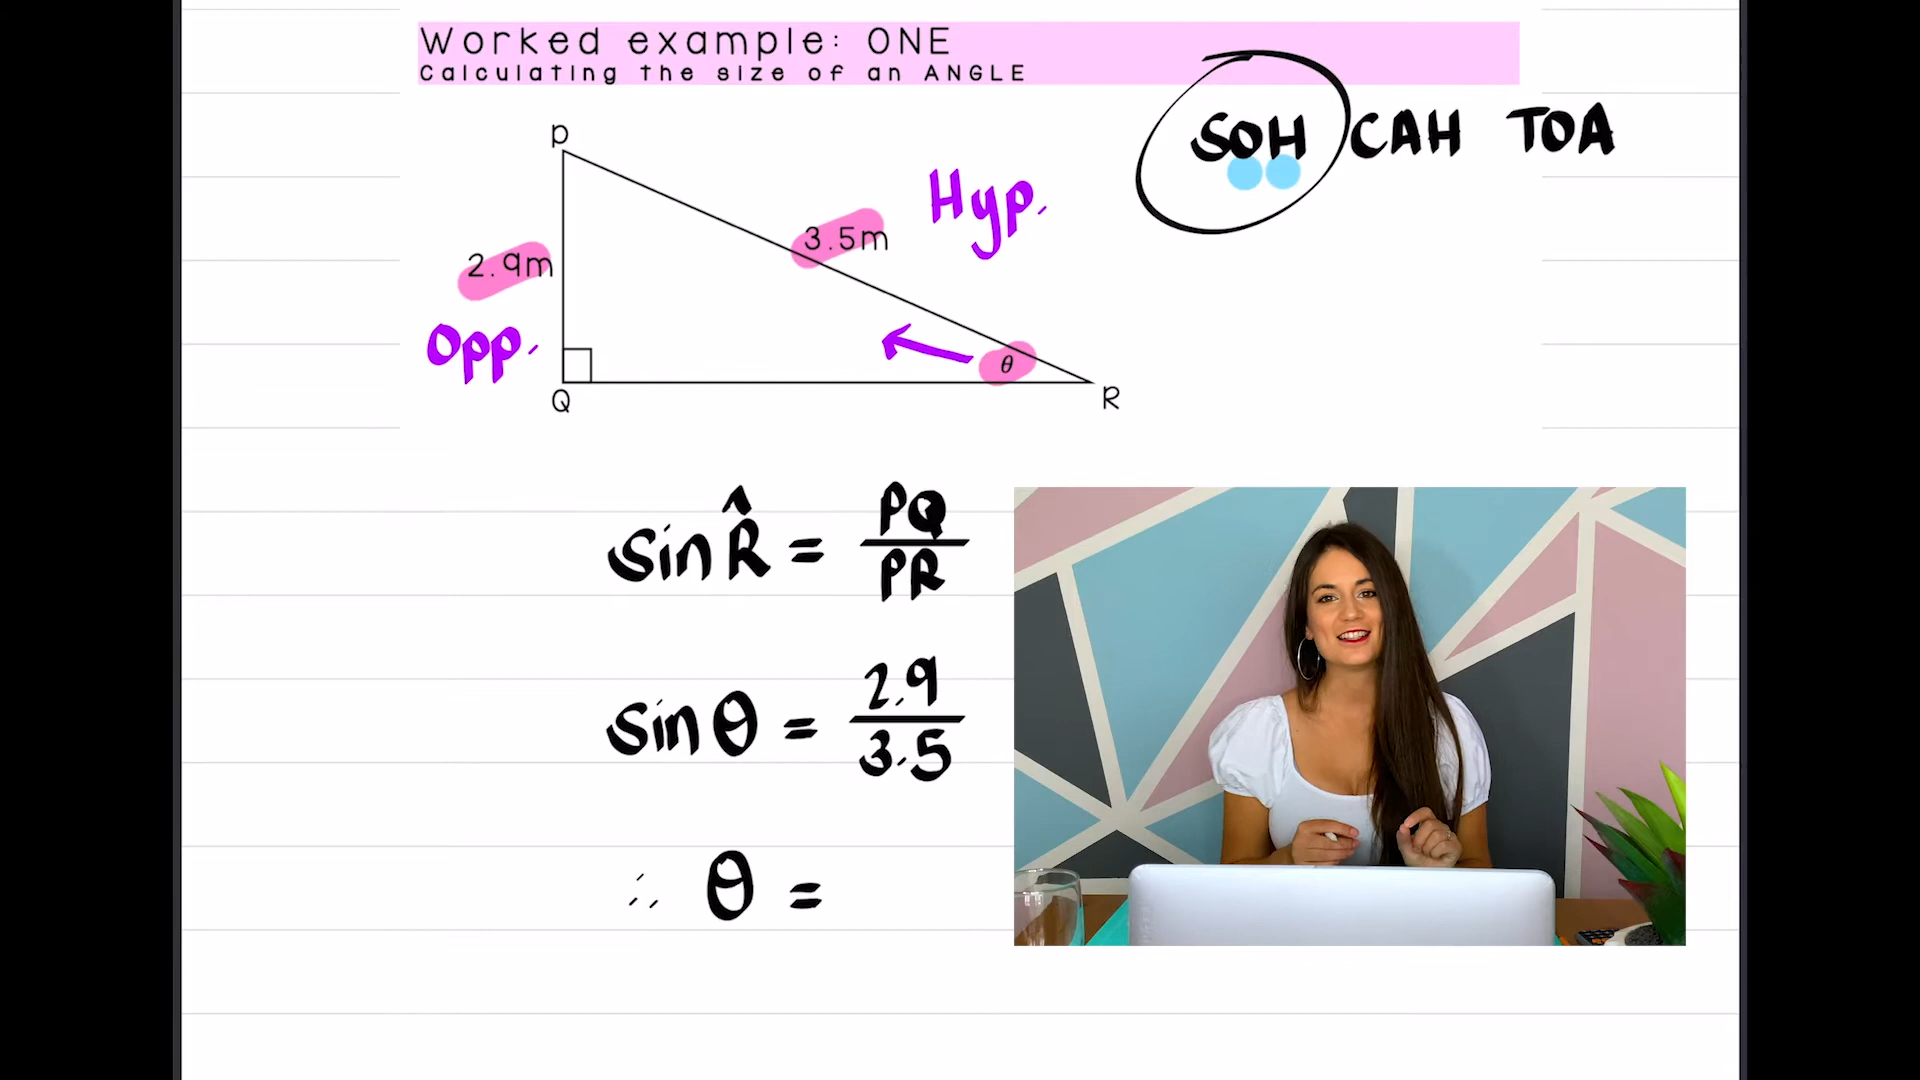 Worked example: ONE
Calculating the size of an ANGLE
SOH CAH TOA
P
Hyp.
3.5m
2.9m
Opp.
θ
Q
R
sin R̂ = PQ/PR
sin θ = 2.9/3.5
∴ θ =